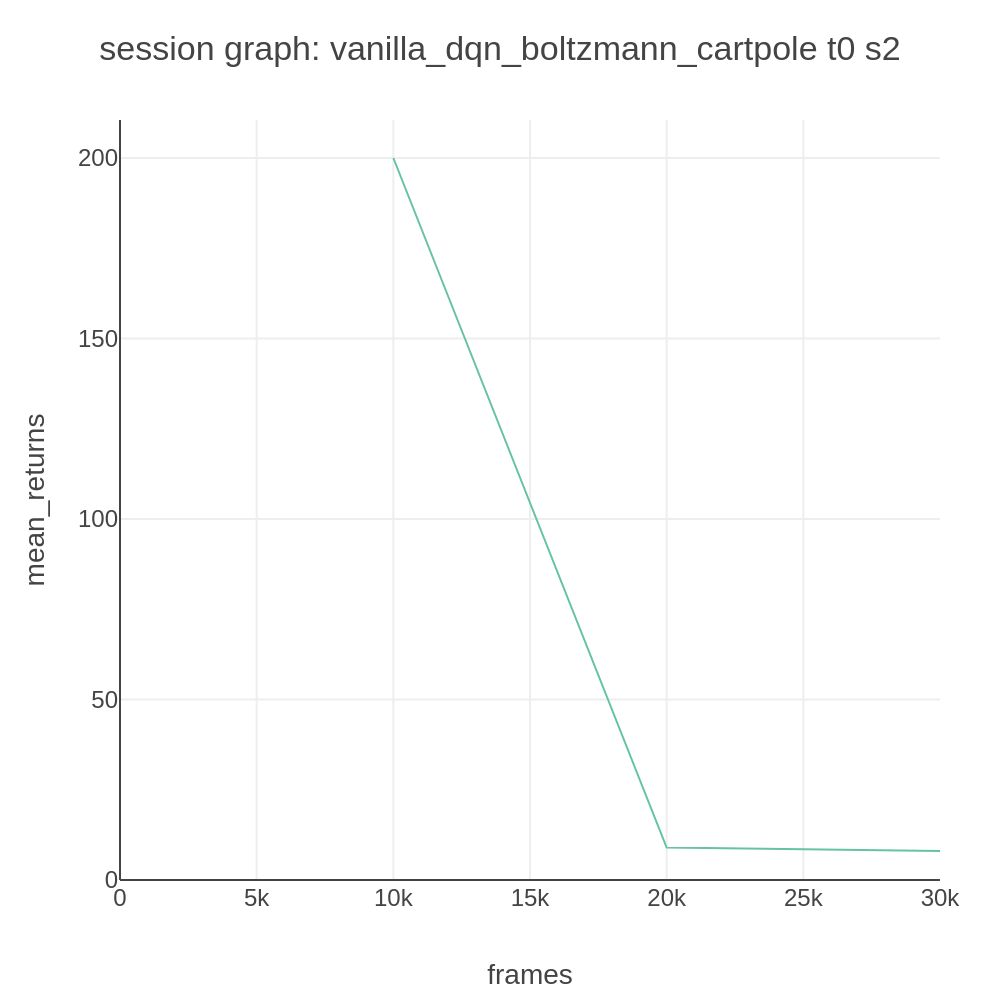 session graph: vanilla_dqn_boltzmann_cartpole t0 s2
mean_returns
200
150
100
50
0
0 5k 10k 15k 20k 25k 30k
frames